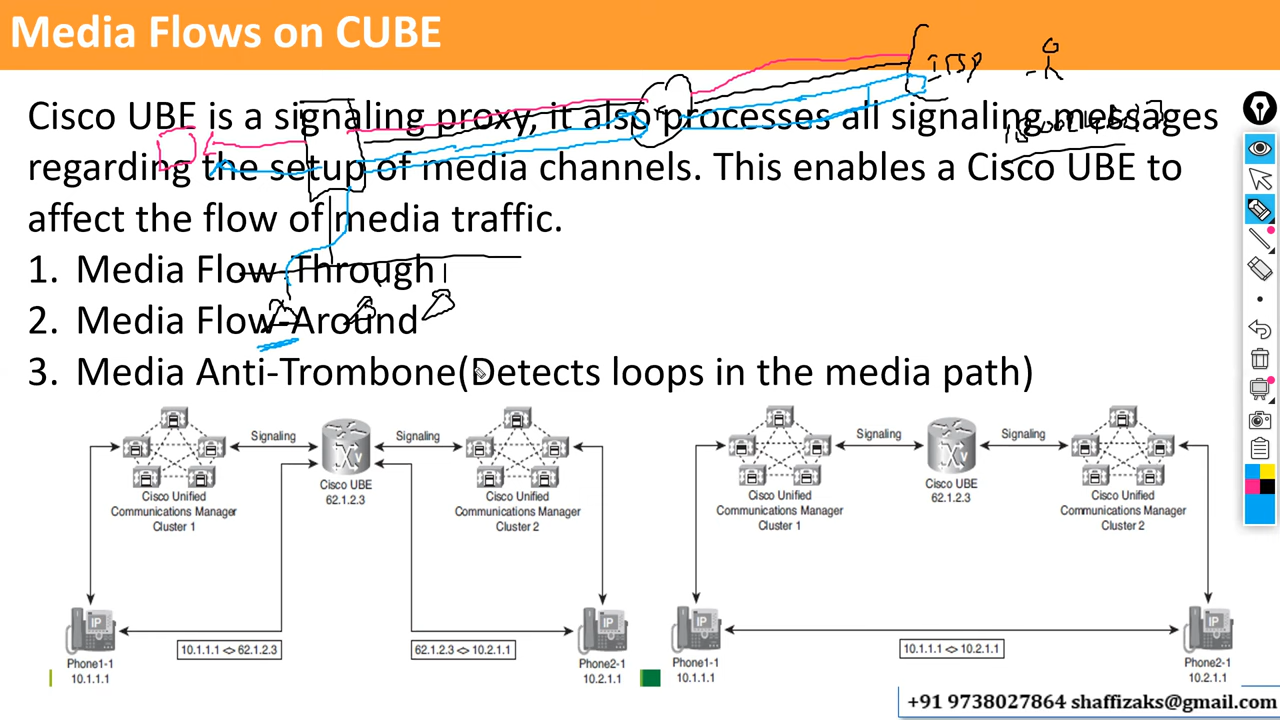 Media Flows on CUBE
Cisco UBE is a signaling proxy, it also processes all signaling messages
regarding the setup of media channels. This enables a Cisco UBE to
affect the flow of media traffic.
1. Media Flow Through
2. Media Flow-Around
3. Media Anti-Trombone(Detects loops in the media path)
Signaling Signaling Signaling Signaling
Cisco UBE
62.1.2.3
Cisco UBE
62.1.2.3
Cisco Unified
Communications Manager
Cluster 1
Cisco Unified
Communications Manager
Cluster 2
Cisco Unified
Communications Manager
Cluster 1
Cisco Unified
Communications Manager
Cluster 2
IP IP IP IP
10.1.1.1 <> 62.1.2.3
62.1.2.3 <> 10.2.1.1
10.1.1.1 <> 10.2.1.1
Phone1-1
10.1.1.1
Phone2-1
10.2.1.1
Phone1-1
10.1.1.1
Phone2-1
10.2.1.1
+91 9738027864 shaffizaks@gmail.com